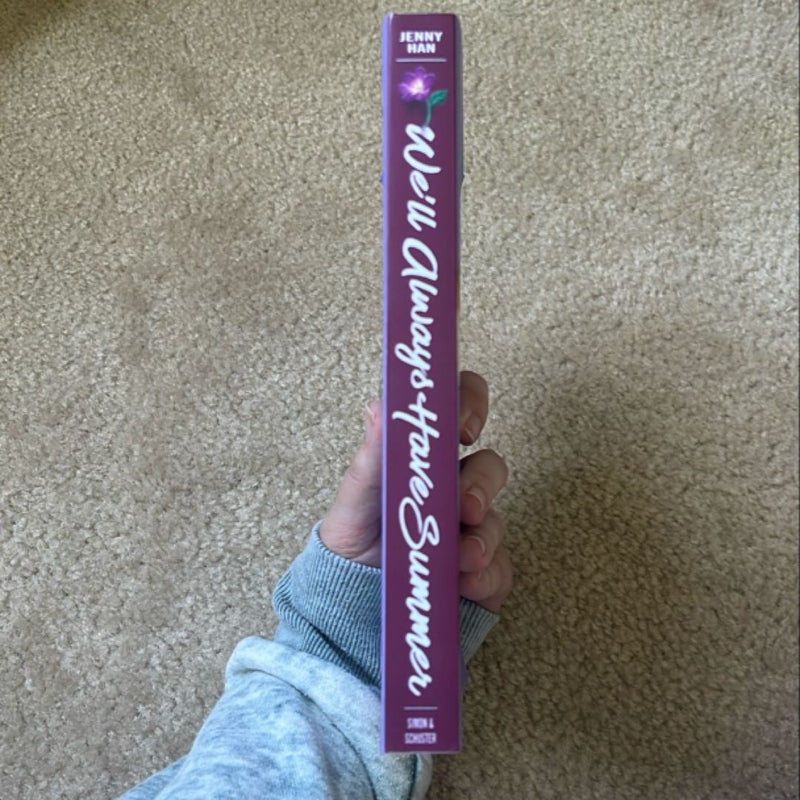 JENNY
HAN
We'll Always Have Summer
SIMON &
SCHUSTER